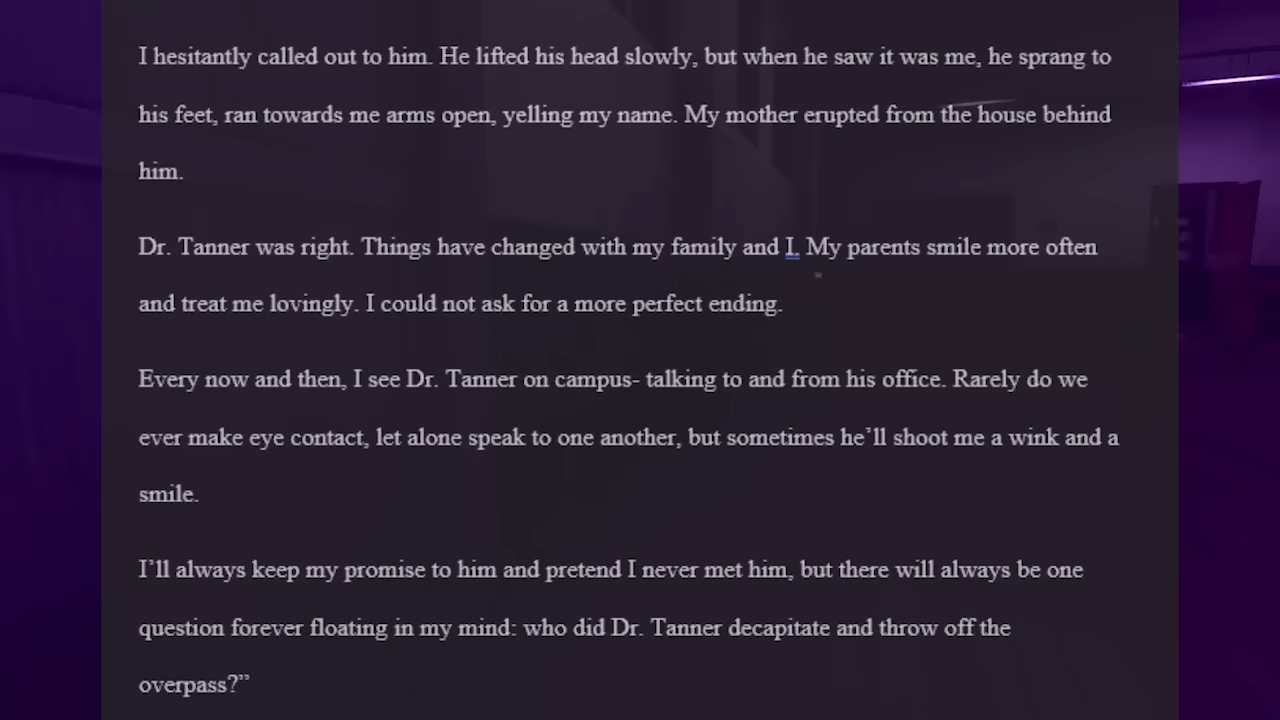 I hesitantly called out to him. He lifted his head slowly, but when he saw it was me, he sprang to
his feet, ran towards me arms open, yelling my name. My mother erupted from the house behind
him.
Dr. Tanner was right. Things have changed with my family and I. My parents smile more often
and treat me lovingly. I could not ask for a more perfect ending.
Every now and then, I see Dr. Tanner on campus- talking to and from his office. Rarely do we
ever make eye contact, let alone speak to one another, but sometimes he’ll shoot me a wink and a
smile.
I’ll always keep my promise to him and pretend I never met him, but there will always be one
question forever floating in my mind: who did Dr. Tanner decapitate and throw off the
overpass?”